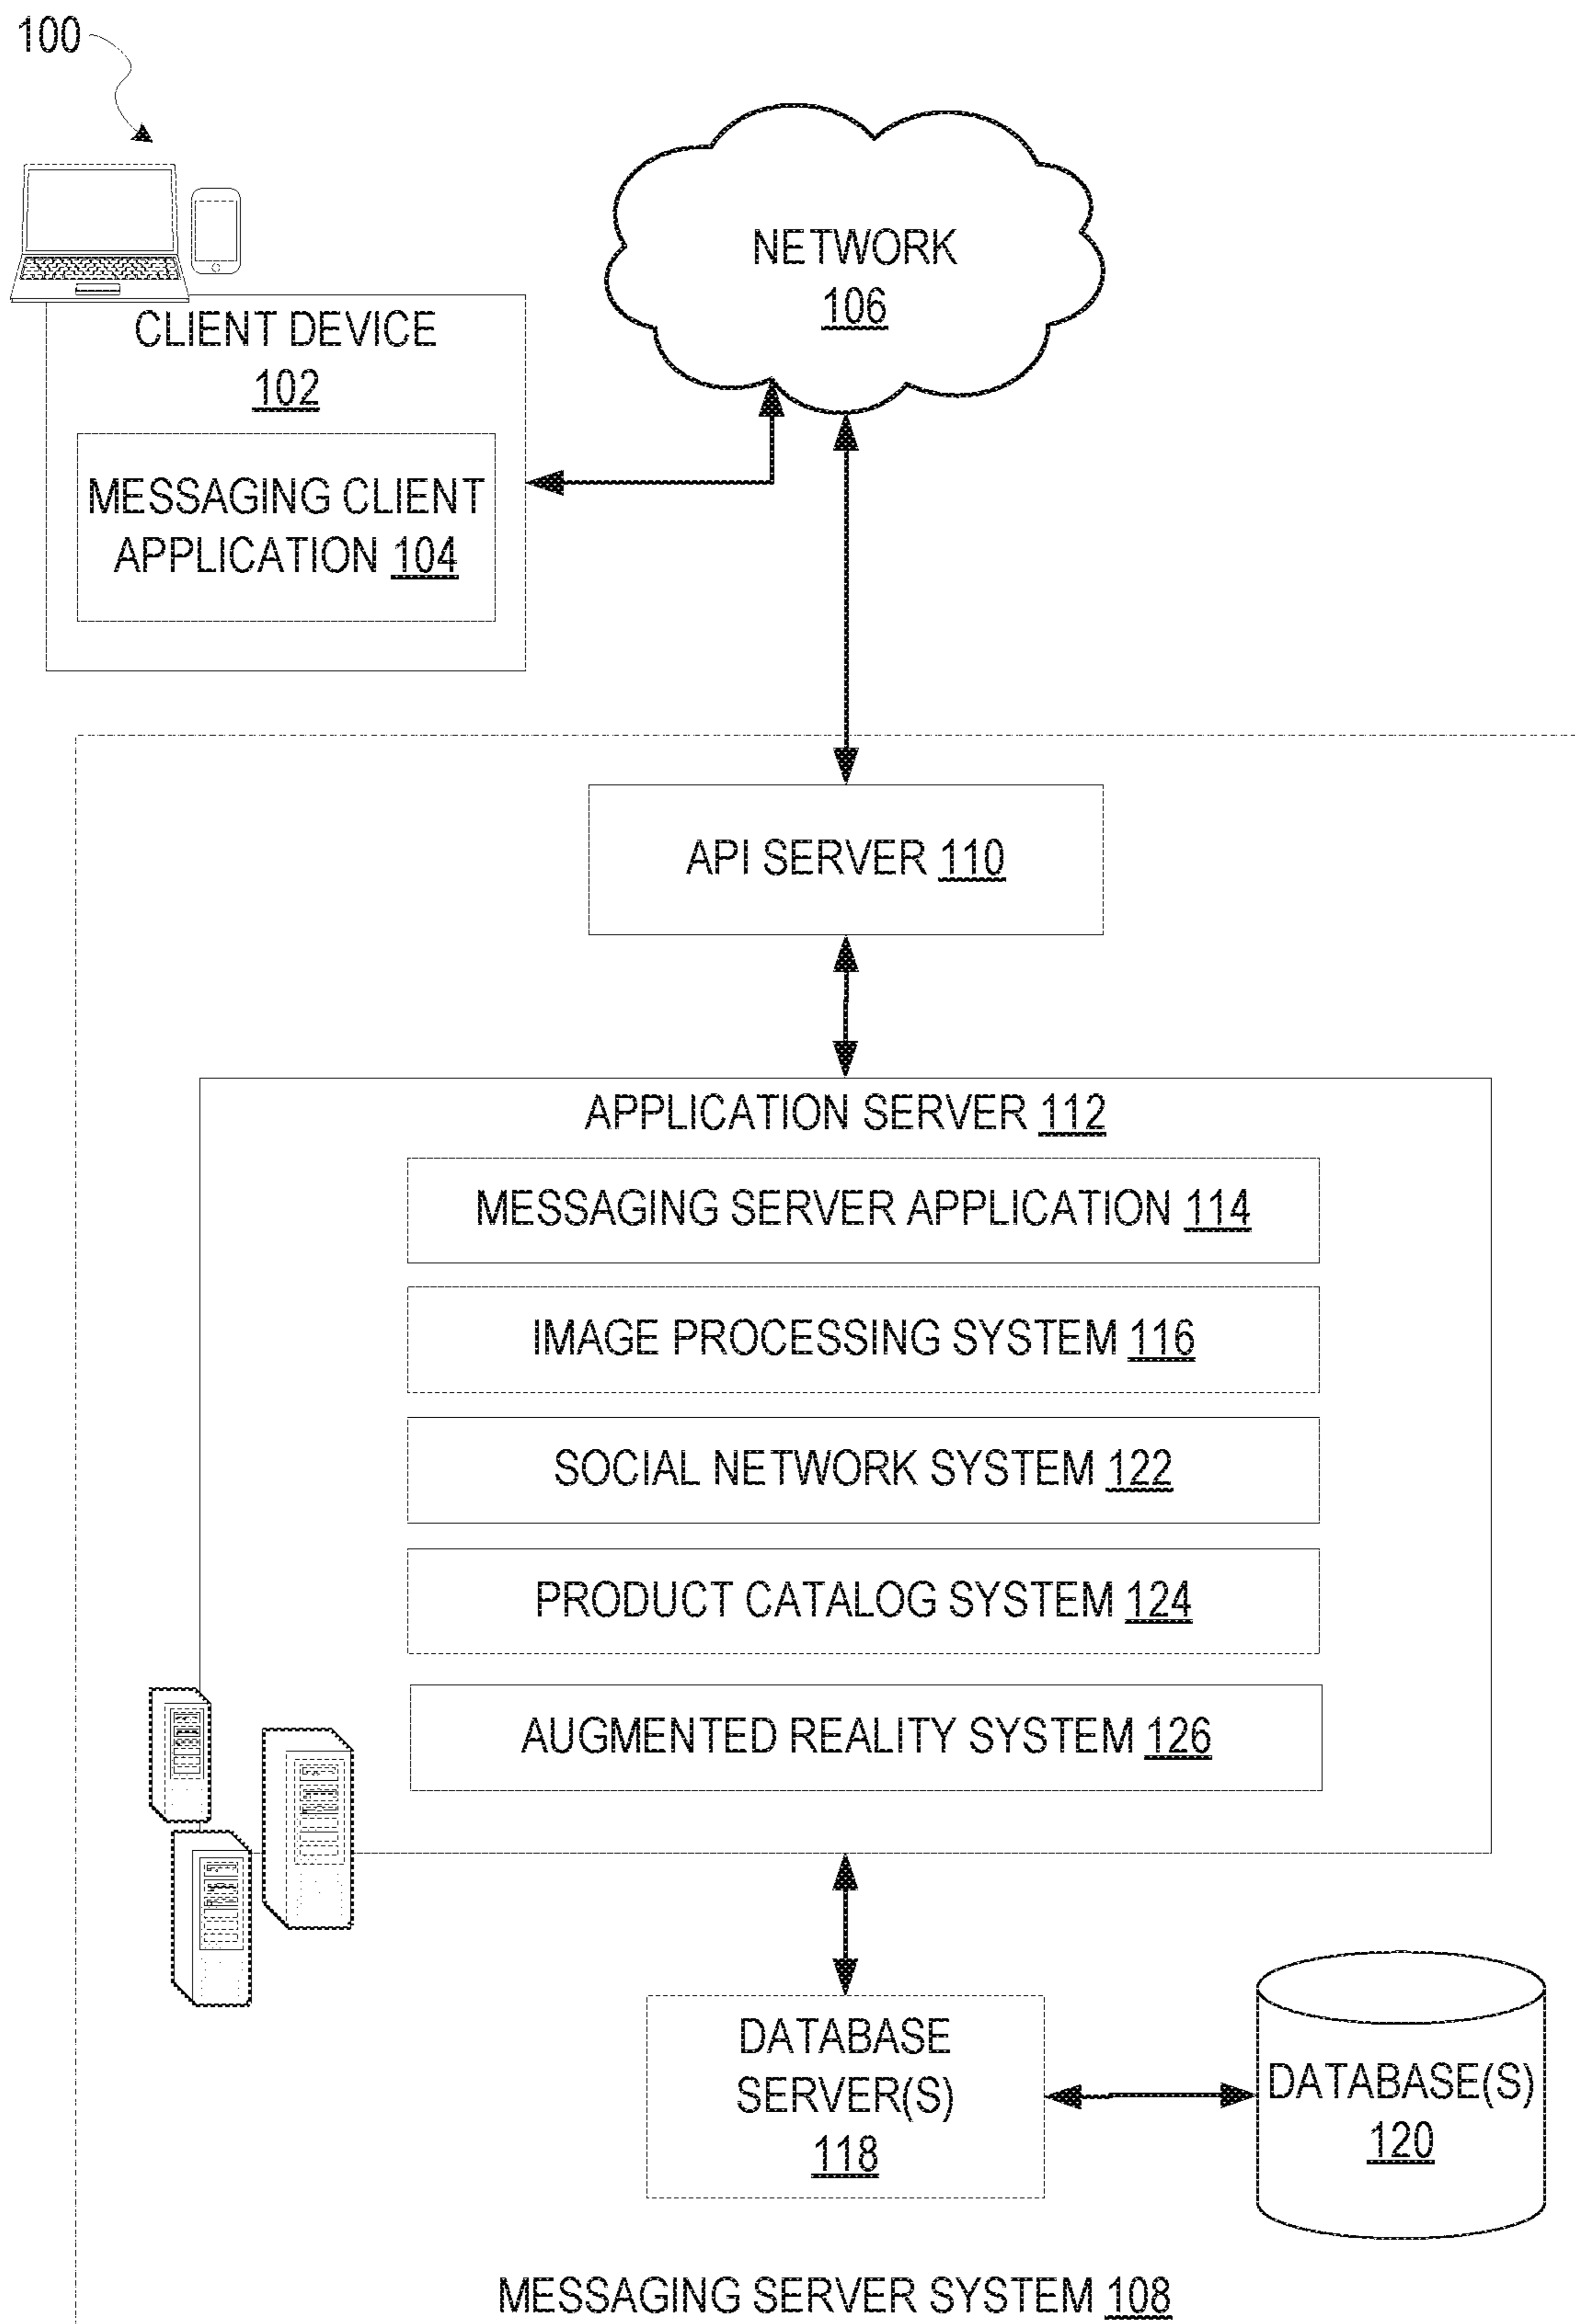 100
NETWORK
106
CLIENT DEVICE
102
MESSAGING CLIENT
APPLICATION 104
API SERVER 110
APPLICATION SERVER 112
MESSAGING SERVER APPLICATION 114
IMAGE PROCESSING SYSTEM 116
SOCIAL NETWORK SYSTEM 122
PRODUCT CATALOG SYSTEM 124
AUGMENTED REALITY SYSTEM 126
DATABASE
SERVER(S)
118
DATABASE(S)
120
MESSAGING SERVER SYSTEM 108